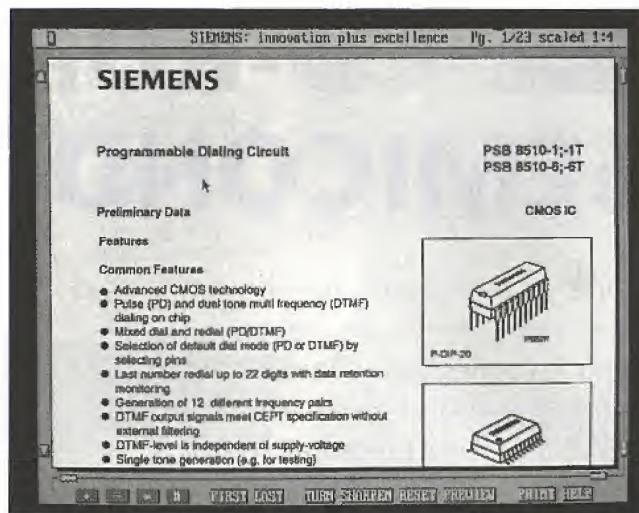 SIEMENS: Innovation plus excellence Pg. 1/23 scaled 1:4
SIEMENS
Programmable Dialing Circuit
PSB 8510-1;-1T
PSB 8510-6;-6T
Preliminary Data
CMOS IC
Features
Common Features
● Advanced CMOS technology
● Pulse (PD) and dual tone multi frequency (DTMF)
dialing on chip
● Mixed dial and redial (PD/DTMF)
● Selection of default dial mode (PD or DTMF) by
selecting pins
● Last number redial up to 22 digits with data retention
monitoring
● Generation of 12 different frequency pairs
● DTMF output signals meet CEPT specification without
external filtering
● DTMF-level is independent of supply-voltage
● Single tone generation (e.g. for testing)
P-DIP-20
FIRST LAST TURN SHARPEN RESET PREVIEW PRINT HELP